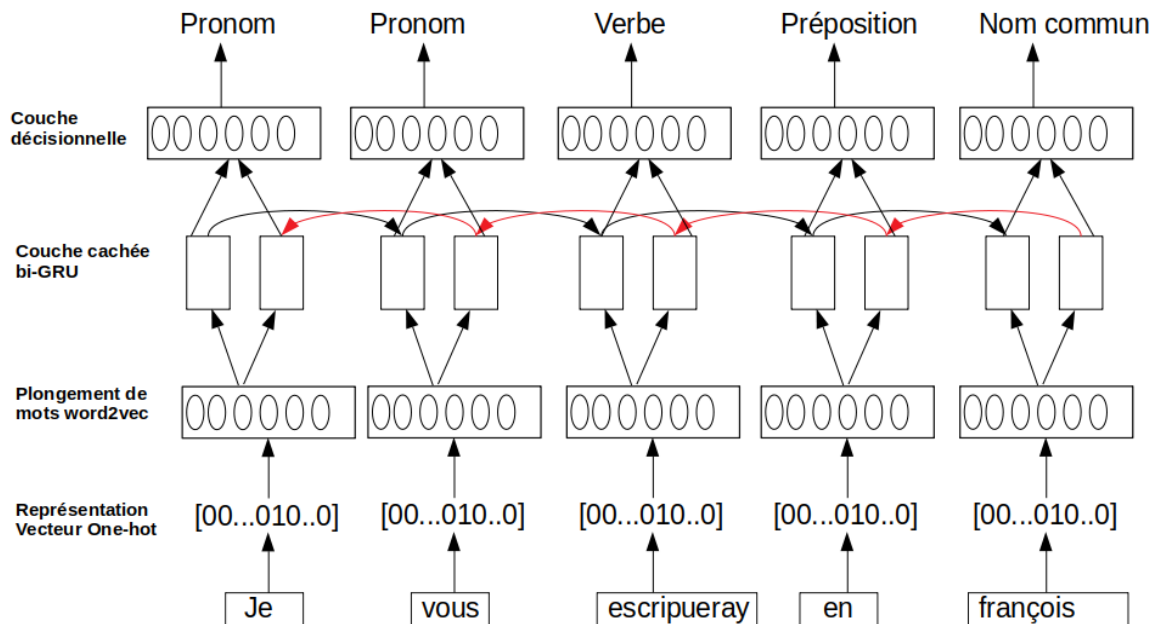 Pronom Pronom Verbe Préposition Nom commun
Couche
décisionnelle
Couche cachée
bi-GRU
Plongement de
mots word2vec
Représentation
Vecteur One-hot
[00...010..0] [00...010..0] [00...010..0] [00...010..0] [00...010..0]
Je vous escripueray en françois